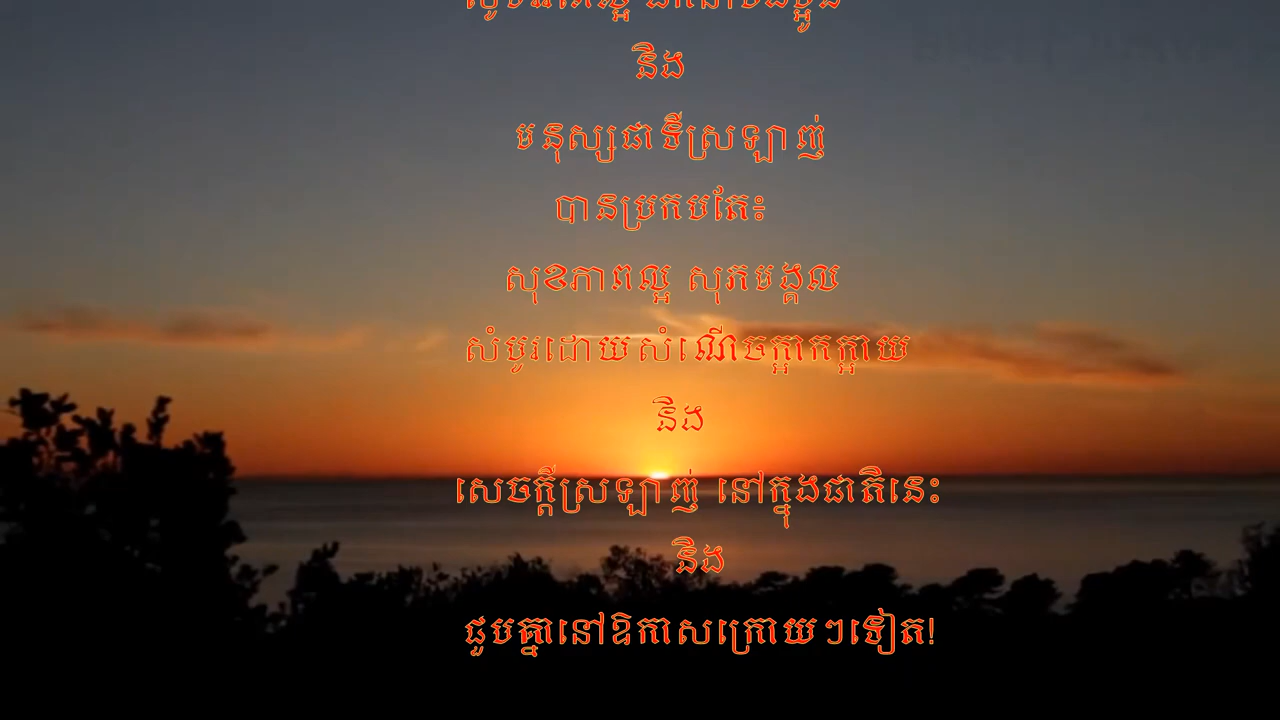 និង
មនុស្សជាទីស្រឡាញ់
បានប្រកបតែ៖
សុខភាពល្អ សុភមង្គល
សំបូរដោយសំណើចក្អាកក្អាយ
និង
សេចក្ដីស្រឡាញ់ នៅក្នុងជាតិនេះ
និង
ជួបគ្នានៅឱកាសក្រោយៗទៀត!